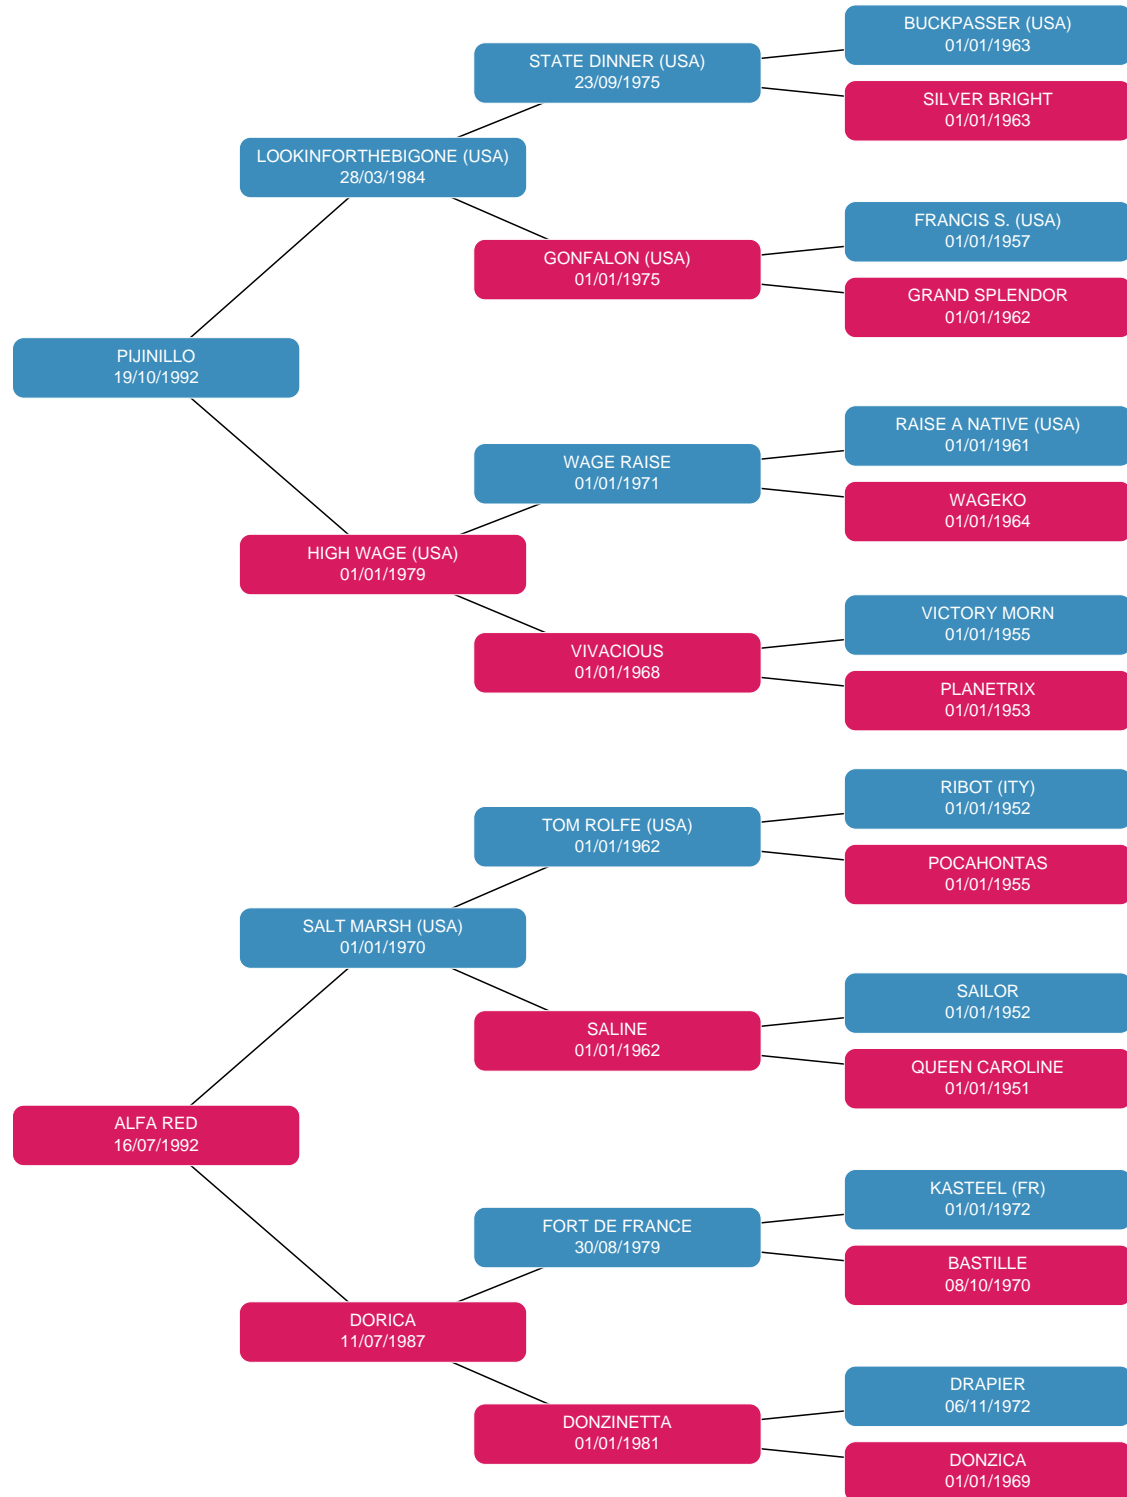 BUCKPASSER (USA)
01/01/1963
STATE DINNER (USA)
23/09/1975
SILVER BRIGHT
01/01/1963
LOOKINFORTHEBIGONE (USA)
28/03/1984
FRANCIS S. (USA)
01/01/1957
GONFALON (USA)
01/01/1975
GRAND SPLENDOR
01/01/1962
PIJINILLO
19/10/1992
RAISE A NATIVE (USA)
01/01/1961
WAGE RAISE
01/01/1971
WAGEKO
01/01/1964
HIGH WAGE (USA)
01/01/1979
VICTORY MORN
01/01/1955
VIVACIOUS
01/01/1968
PLANETRIX
01/01/1953
RIBOT (ITY)
01/01/1952
TOM ROLFE (USA)
01/01/1962
POCAHONTAS
01/01/1955
SALT MARSH (USA)
01/01/1970
SAILOR
01/01/1952
SALINE
01/01/1962
QUEEN CAROLINE
01/01/1951
ALFA RED
16/07/1992
KASTEEL (FR)
01/01/1972
FORT DE FRANCE
30/08/1979
BASTILLE
08/10/1970
DORICA
11/07/1987
DRAPIER
06/11/1972
DONZINETTA
01/01/1981
DONZICA
01/01/1969